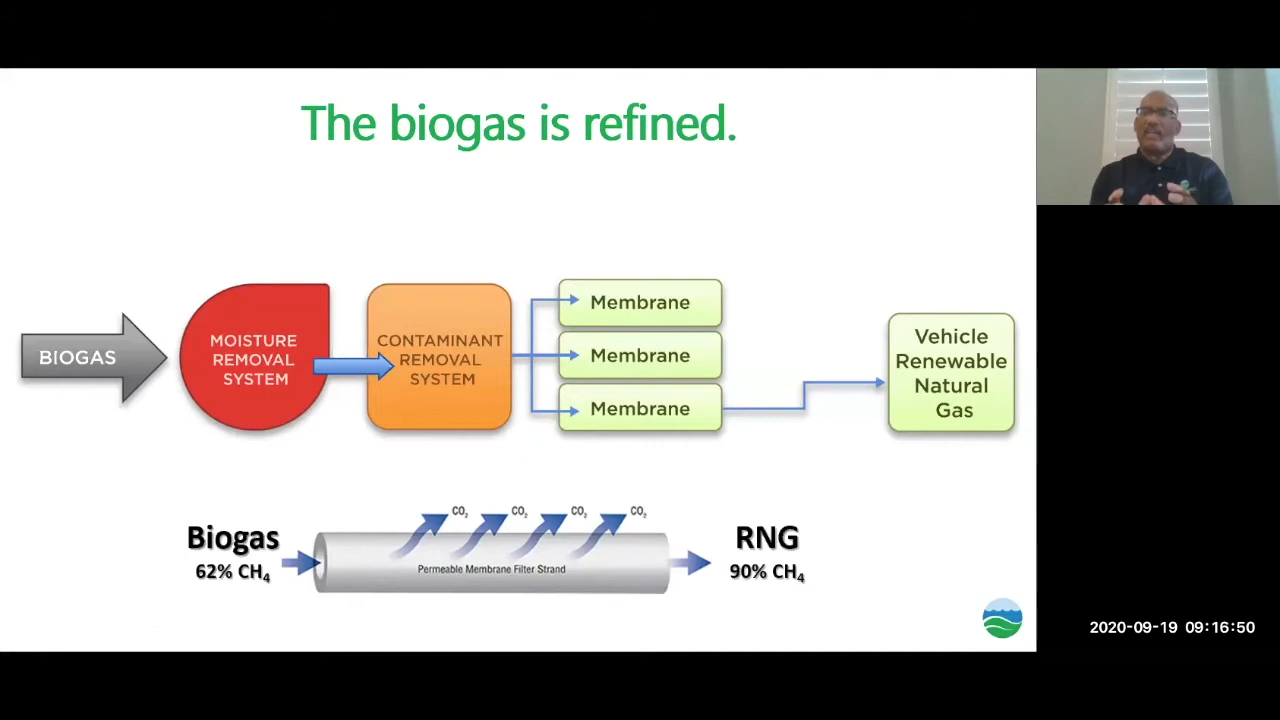 The biogas is refined.
BIOGAS
MOISTURE
REMOVAL
SYSTEM
CONTAMINANT
REMOVAL
SYSTEM
Membrane
Membrane
Membrane
Vehicle
Renewable
Natural
Gas
CO₂ CO₂ CO₂ CO₂
Biogas
62% CH₄
Permeable Membrane Filter Strand
RNG
90% CH₄
2020-09-19 09:16:50